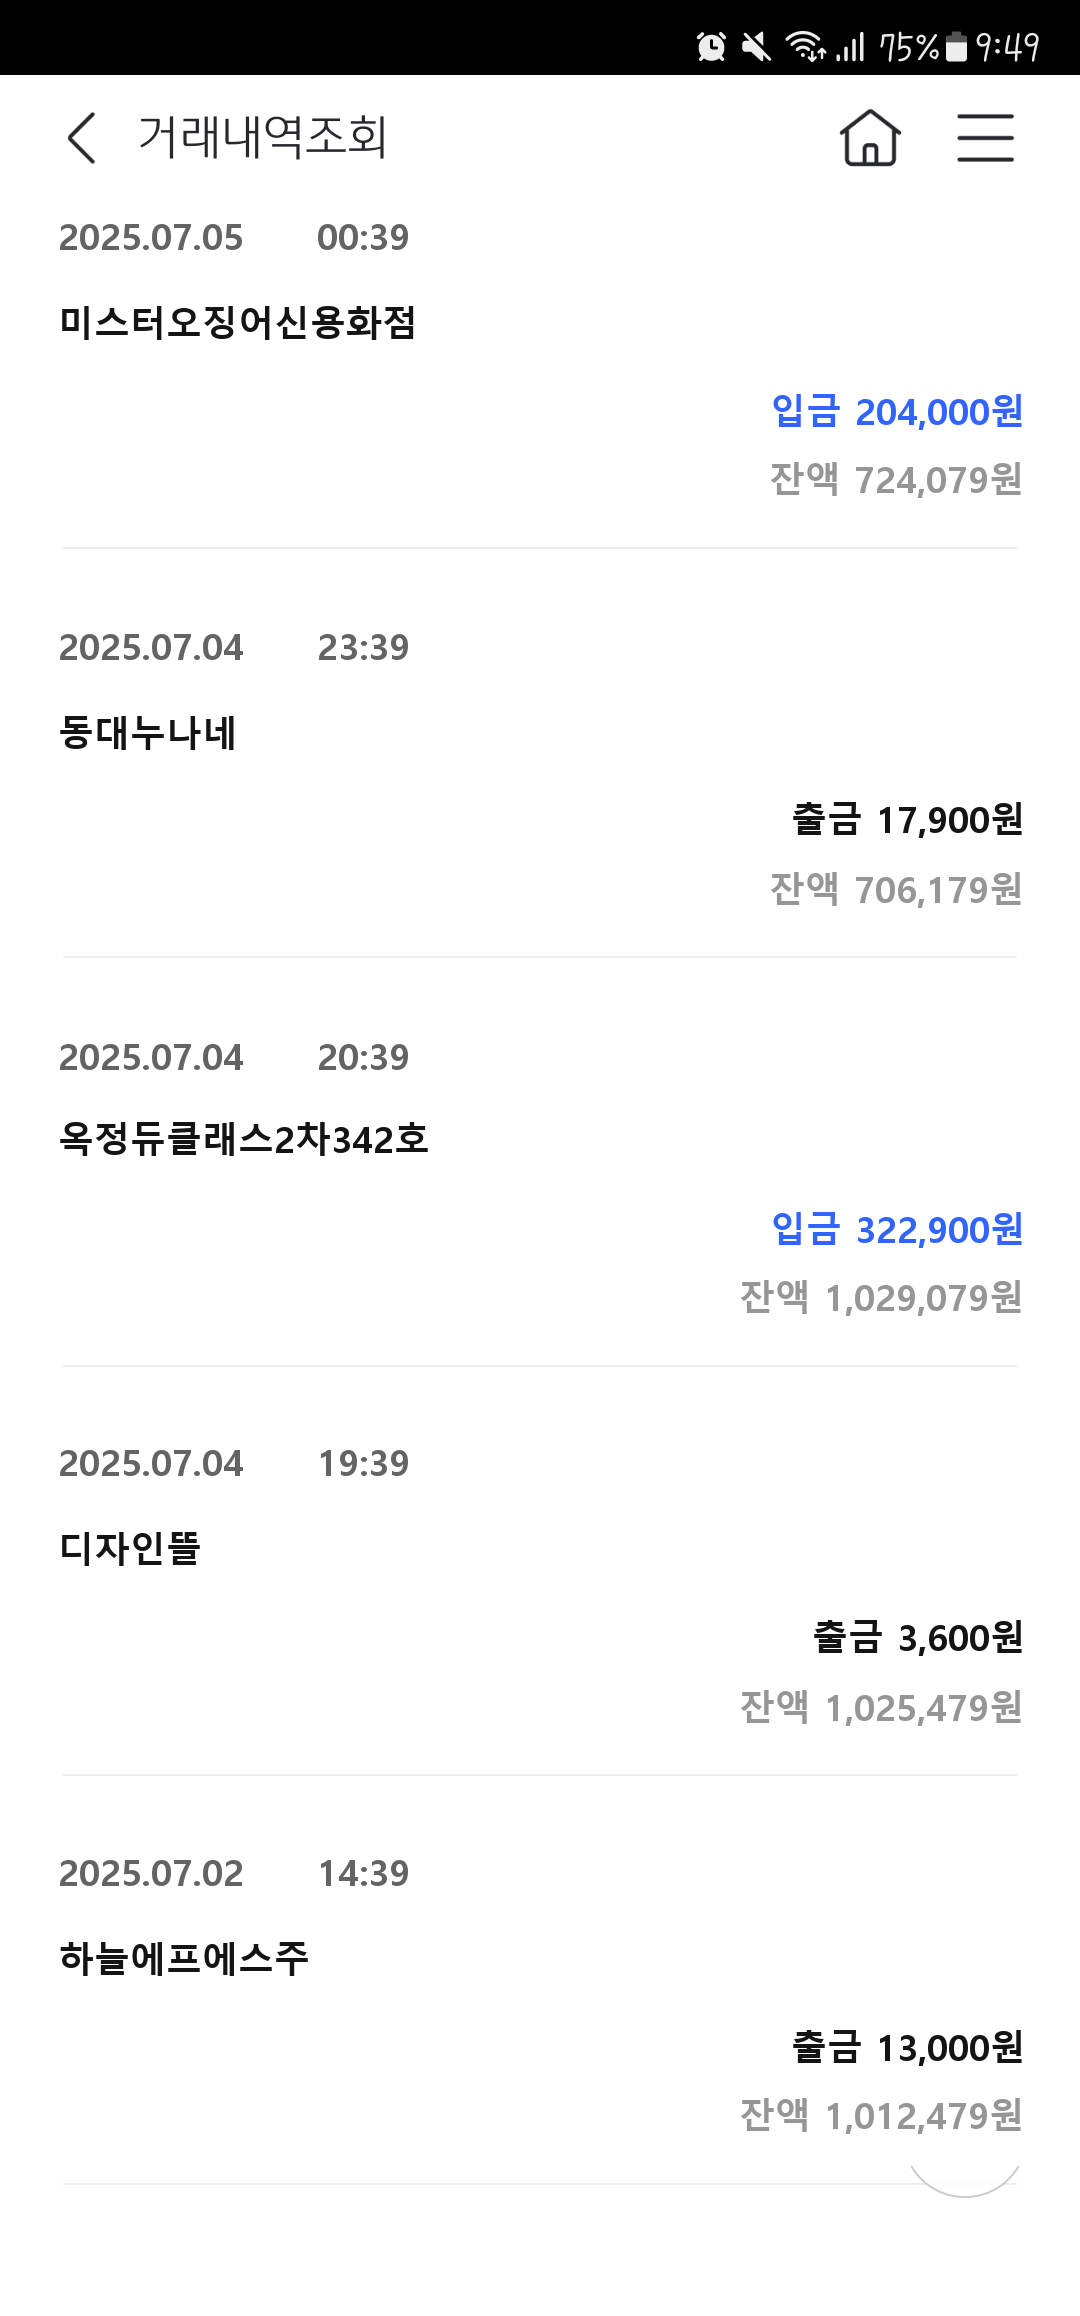 75% 9:49
거래내역조회
2025.07.05 00:39
미스터오징어신용화점
입금 204,000원
잔액 724,079원
2025.07.04 23:39
동대누나네
출금 17,900원
잔액 706,179원
2025.07.04 20:39
옥정듀클래스2차342호
입금 322,900원
잔액 1,029,079원
2025.07.04 19:39
디자인뜰
출금 3,600원
잔액 1,025,479원
2025.07.02 14:39
하늘에프에스주
출금 13,000원
잔액 1,012,479원